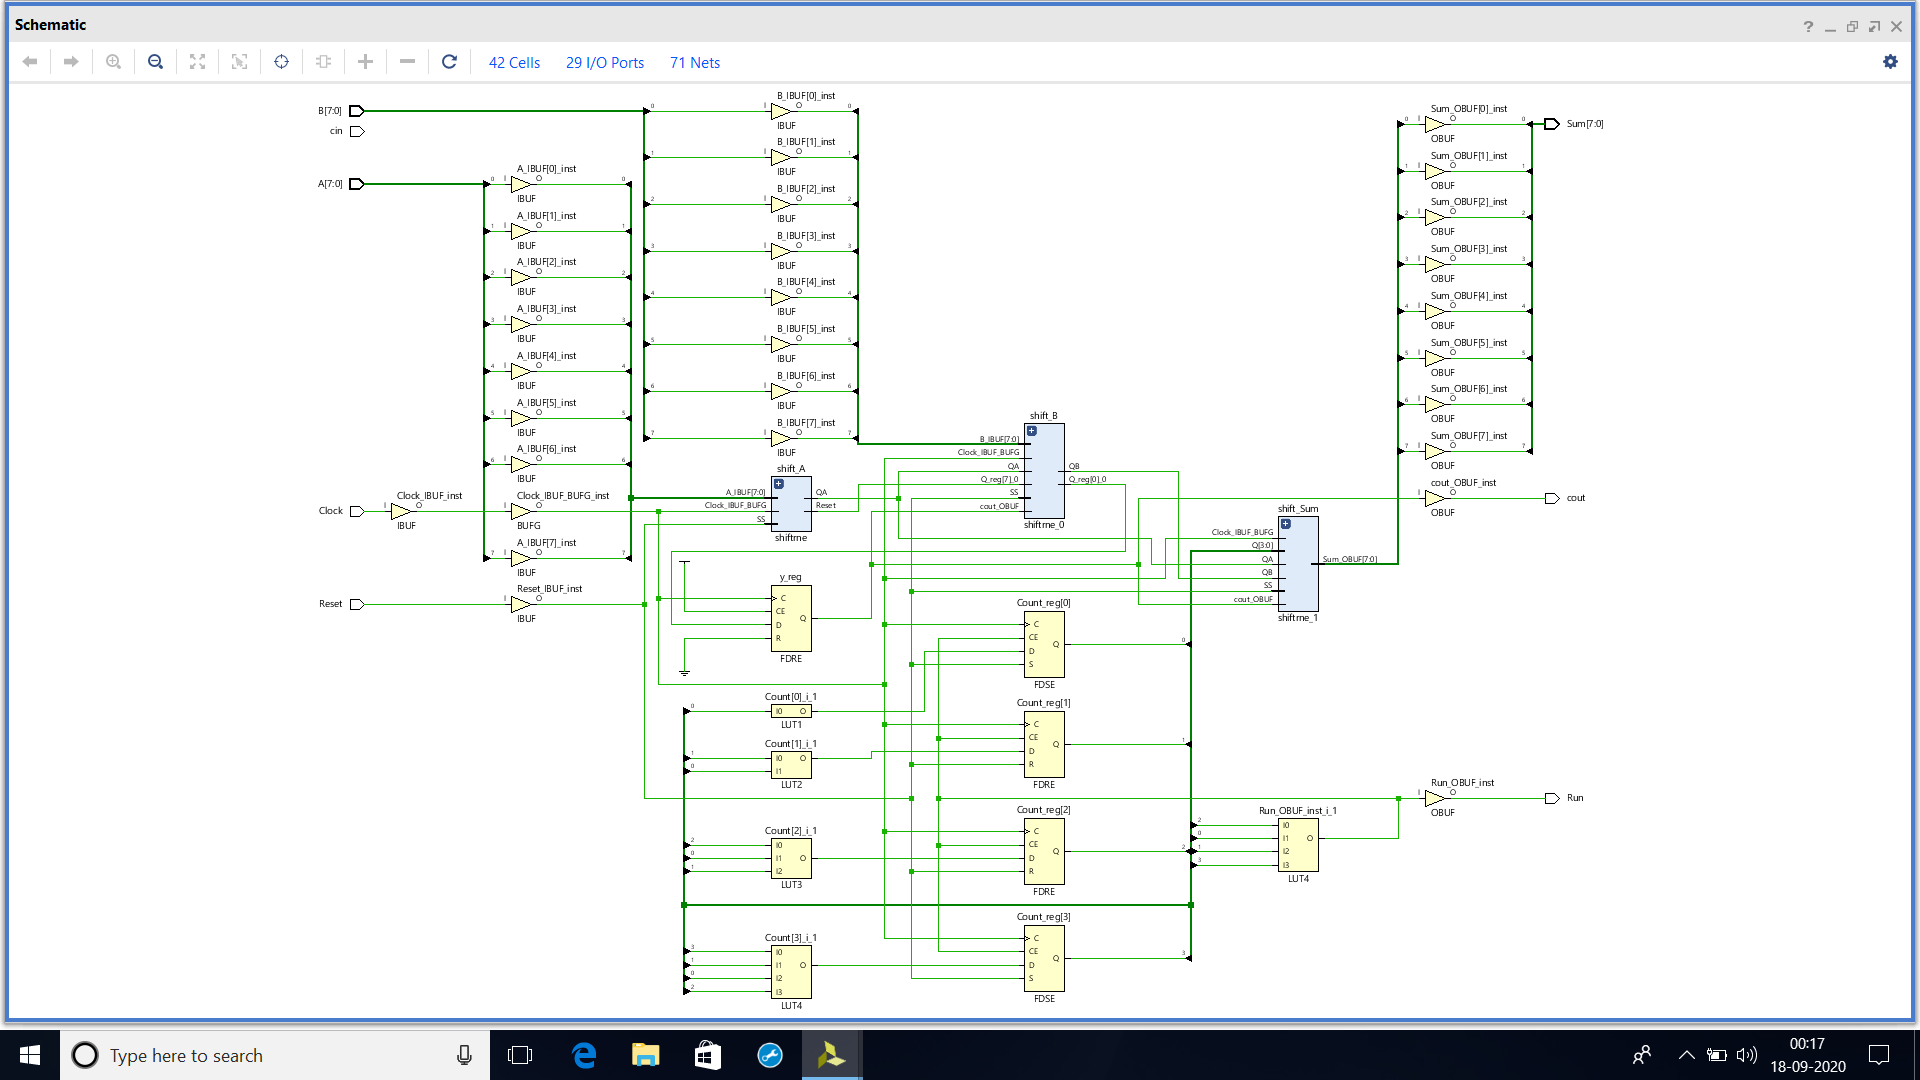 Schematic
42 Cells 29 I/O Ports 71 Nets
B[7:0]
cin
A[7:0]
Clock
Reset
A_IBUF[0]_inst
I O
IBUF
A_IBUF[1]_inst
I O
IBUF
A_IBUF[2]_inst
I O
IBUF
A_IBUF[3]_inst
I O
IBUF
A_IBUF[4]_inst
I O
IBUF
A_IBUF[5]_inst
I O
IBUF
A_IBUF[6]_inst
I O
IBUF
Clock_IBUF_inst
I O
IBUF
Clock_IBUF_BUFG_inst
I O
BUFG
A_IBUF[7]_inst
I O
IBUF
Reset_IBUF_inst
I O
IBUF
B_IBUF[0]_inst
I O
IBUF
B_IBUF[1]_inst
I O
IBUF
B_IBUF[2]_inst
I O
IBUF
B_IBUF[3]_inst
I O
IBUF
B_IBUF[4]_inst
I O
IBUF
B_IBUF[5]_inst
I O
IBUF
B_IBUF[6]_inst
I O
IBUF
B_IBUF[7]_inst
I O
IBUF
shift_A
A_IBUF[7:0] QA
Clock_IBUF_BUFG Reset
SS
shiftrne
y_reg
C
CE
D Q
R
FDRE
Count[0]_i_1
I0 O
LUT1
Count[1]_i_1
I0 O
I1
LUT2
Count[2]_i_1
I0
I1 O
I2
LUT3
Count[3]_i_1
I0
I1 O
I2
I3
LUT4
shift_B
B_IBUF[7:0]
Clock_IBUF_BUFG
QA QB
Q_reg[7]_0 Q_reg[0]_0
SS
cout_OBUF
shiftrne_0
Count_reg[0]
C
CE
D Q
S
FDSE
Count_reg[1]
C
CE
D Q
R
FDRE
Count_reg[2]
C
CE
D Q
R
FDRE
Count_reg[3]
C
CE
D Q
S
FDSE
shift_Sum
Clock_IBUF_BUFG
Q[3:0]
QA Sum_OBUF[7:0]
QB
SS
cout_OBUF
shiftrne_1
Run_OBUF_inst_i_1
I0
I1 O
I2
I3
LUT4
Sum_OBUF[0]_inst
I O
OBUF
Sum_OBUF[1]_inst
I O
OBUF
Sum_OBUF[2]_inst
I O
OBUF
Sum_OBUF[3]_inst
I O
OBUF
Sum_OBUF[4]_inst
I O
OBUF
Sum_OBUF[5]_inst
I O
OBUF
Sum_OBUF[6]_inst
I O
OBUF
Sum_OBUF[7]_inst
I O
OBUF
cout_OBUF_inst
I O
OBUF
Run_OBUF_inst
I O
OBUF
Sum[7:0]
cout
Run
Type here to search
00:17
18-09-2020